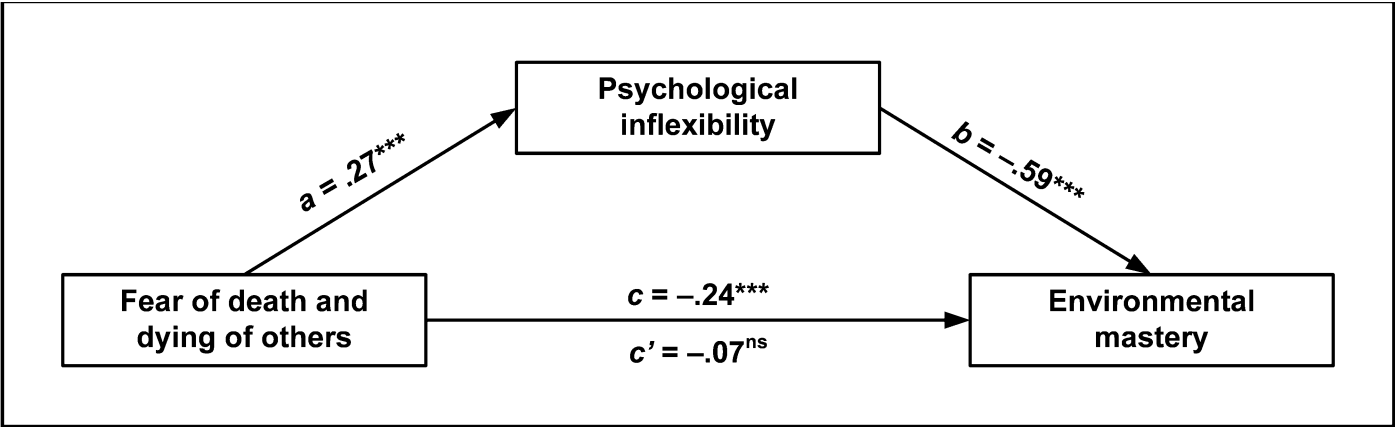 Psychological
inflexibility
a = .27***
b = –.59***
Fear of death and
dying of others
c = –.24***
c’ = –.07ns
Environmental
mastery